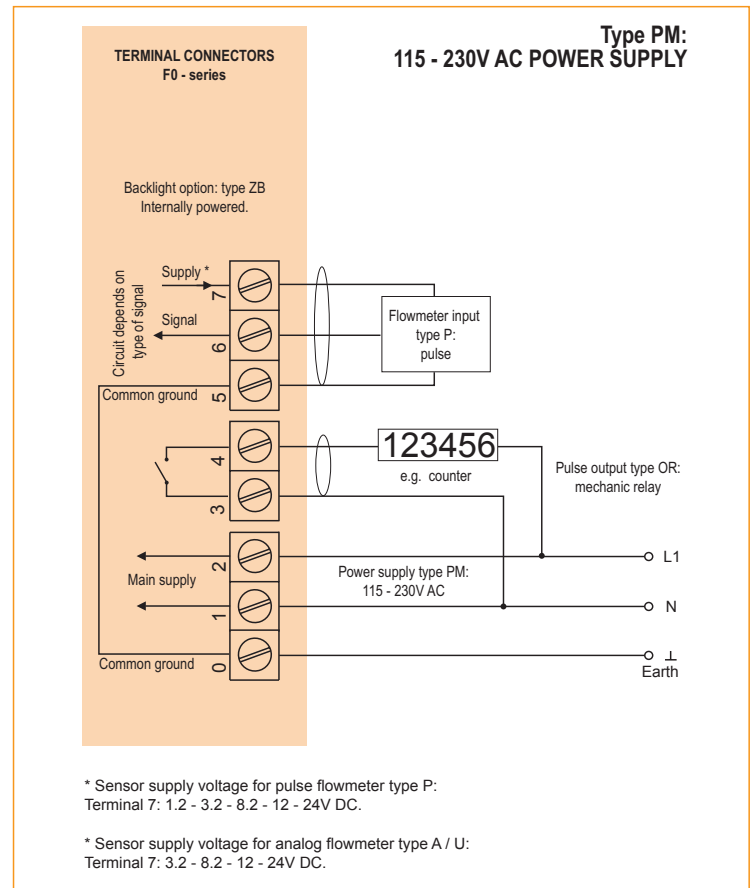 Type PM:
115 - 230V AC POWER SUPPLY
TERMINAL CONNECTORS
F0 - series
Backlight option: type ZB
Internally powered.
Circuit depends on
type of signal
Supply *
7
Signal
6
Common ground
5
Flowmeter input
type P:
pulse
4
3
123456
e.g. counter
Pulse output type OR:
mechanic relay
2
Main supply
1
Power supply type PM:
115 - 230V AC
L1
N
Common ground
0
Earth
* Sensor supply voltage for pulse flowmeter type P:
Terminal 7: 1.2 - 3.2 - 8.2 - 12 - 24V DC.
* Sensor supply voltage for analog flowmeter type A / U:
Terminal 7: 3.2 - 8.2 - 12 - 24V DC.